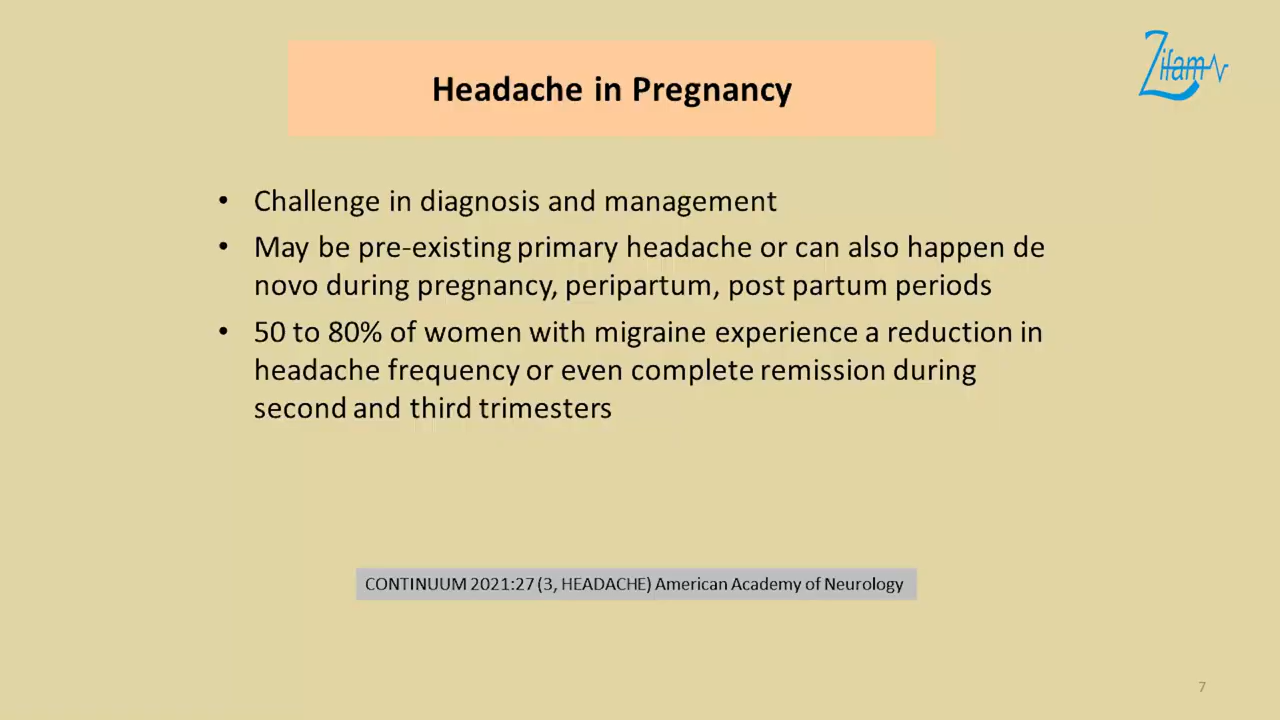 Zifam
Headache in Pregnancy
• Challenge in diagnosis and management
• May be pre-existing primary headache or can also happen de
novo during pregnancy, peripartum, post partum periods
• 50 to 80% of women with migraine experience a reduction in
headache frequency or even complete remission during
second and third trimesters
CONTINUUM 2021:27 (3, HEADACHE) American Academy of Neurology
7